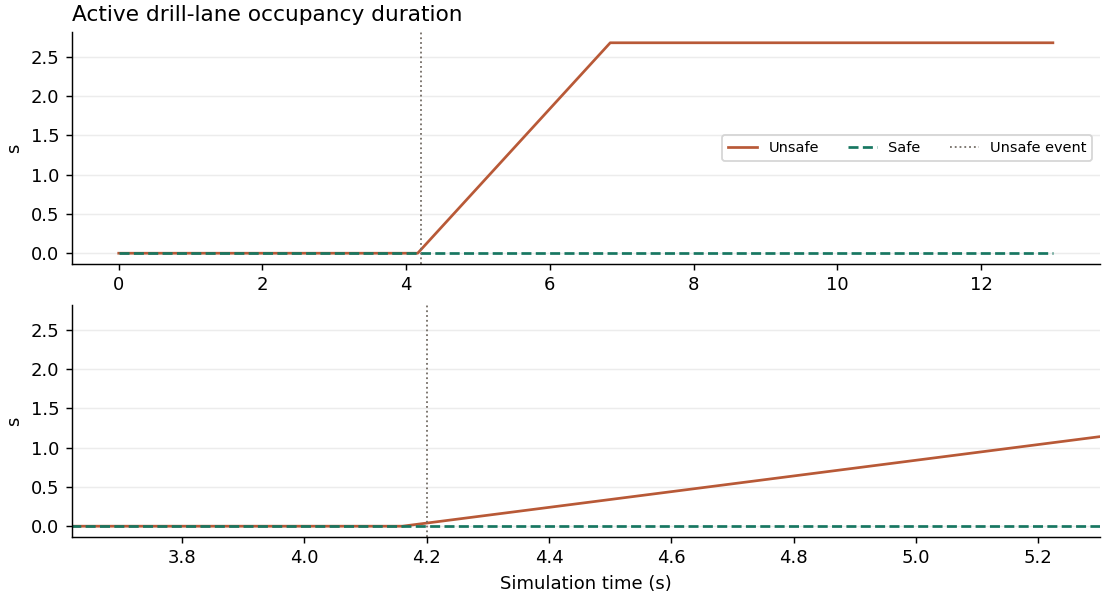 Active drill-lane occupancy duration
2.5
2.0
1.5
1.0
0.5
0.0
s
Unsafe
Safe
Unsafe event
0 2 4 6 8 10 12
2.5
2.0
1.5
1.0
0.5
0.0
s
3.8 4.0 4.2 4.4 4.6 4.8 5.0 5.2
Simulation time (s)